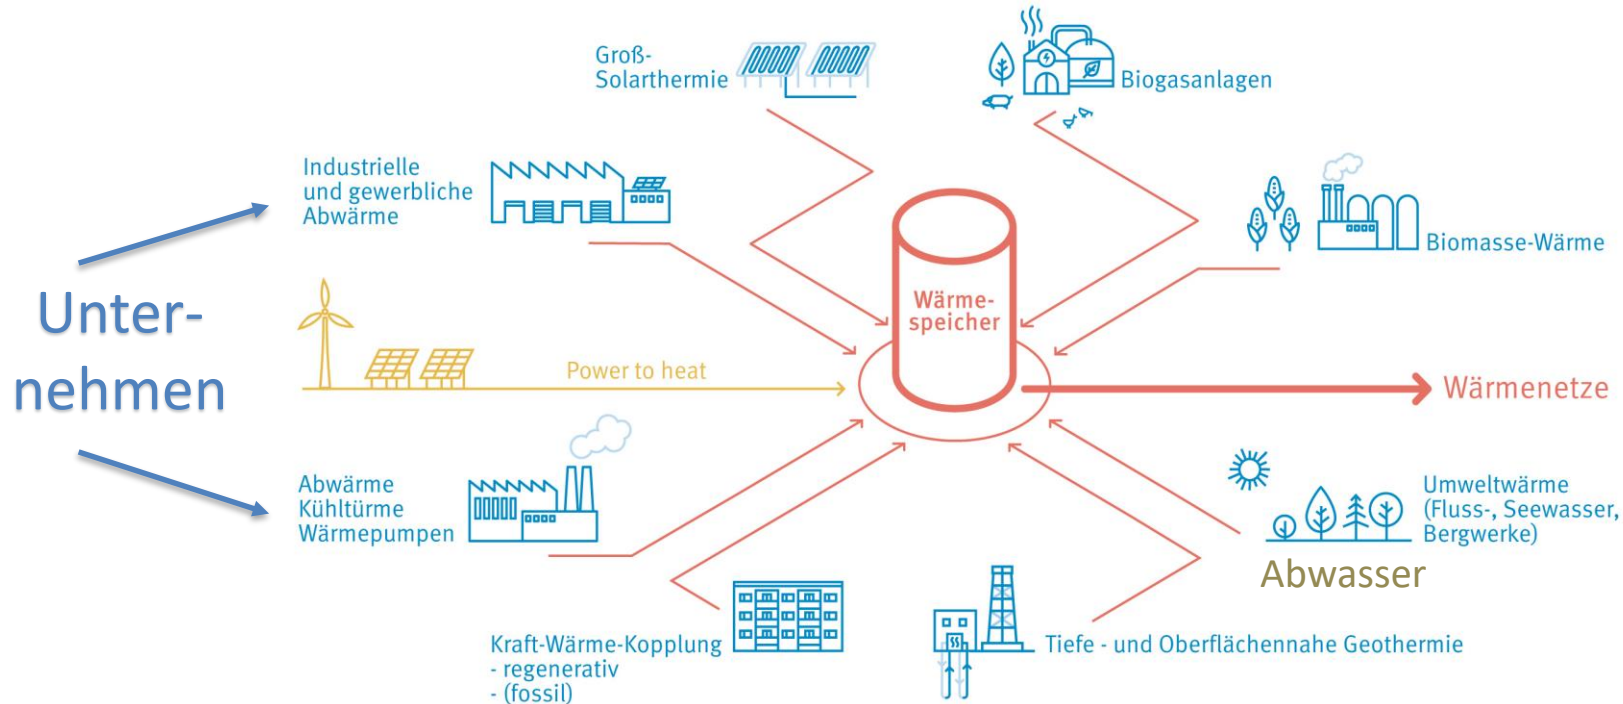 Groß-
Solarthermie
Biogasanlagen
Industrielle
und gewerbliche
Abwärme
Biomasse-Wärme
Wärme-
speicher
Unter-
nehmen
Power to heat
Wärmenetze
Abwärme
Kühltürme
Wärmepumpen
Umweltwärme
(Fluss-, Seewasser,
Bergwerke)
Abwasser
Kraft-Wärme-Kopplung
- regenerativ
- (fossil)
Tiefe - und Oberflächennahe Geothermie